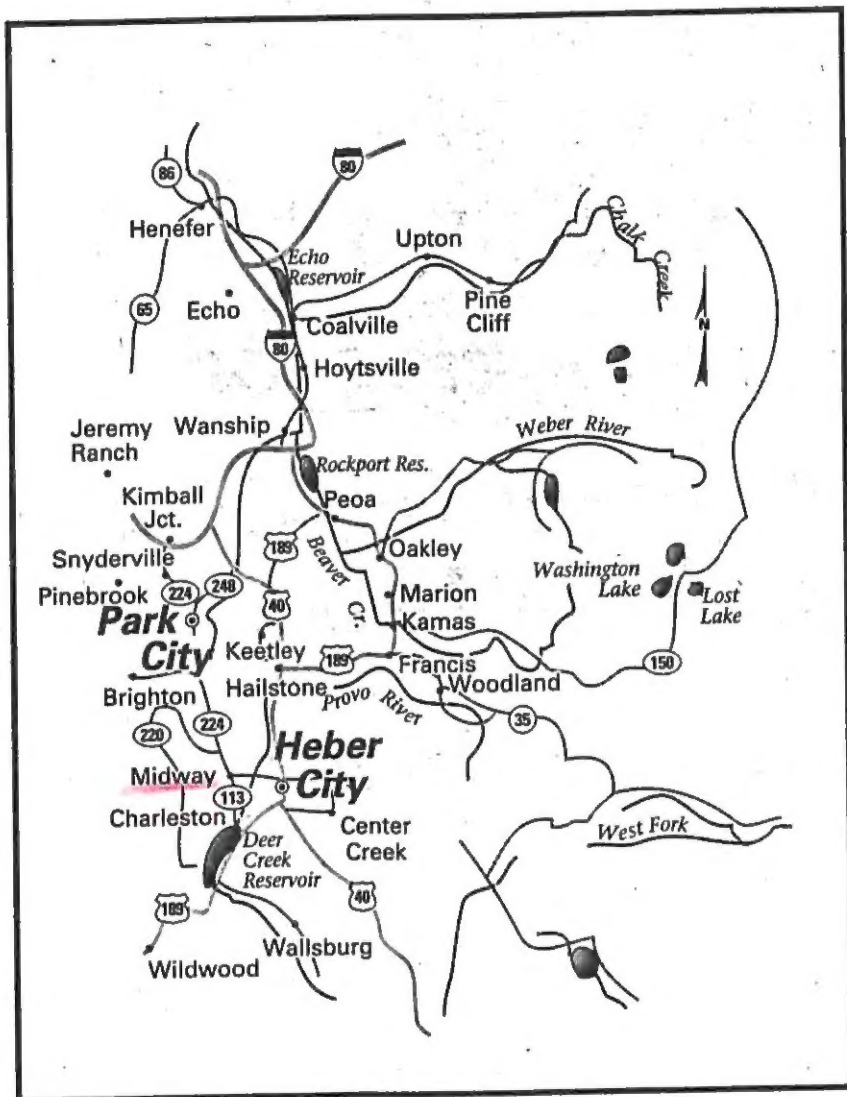 86
80
Henefer
Upton
Chalk Creek
Echo
Reservoir
65
Echo
Pine
Cliff
Coalville
N
80
Hoytsville
Jeremy
Ranch
Wanship
Weber River
Rockport Res.
Kimball
Jct.
Peoa
189
Beaver Cr.
Oakley
Snyderville
Washington
Lake
Pinebrook
224
248
40
Marion
Lost
Lake
Park
City
Kamas
Keetley
189
Francis
150
Hailstone
Woodland
Brighton
Provo River
35
220
224
Heber
City
Midway
113
Charleston
Center
Creek
West Fork
Deer
Creek
Reservoir
189
40
Wallsburg
Wildwood